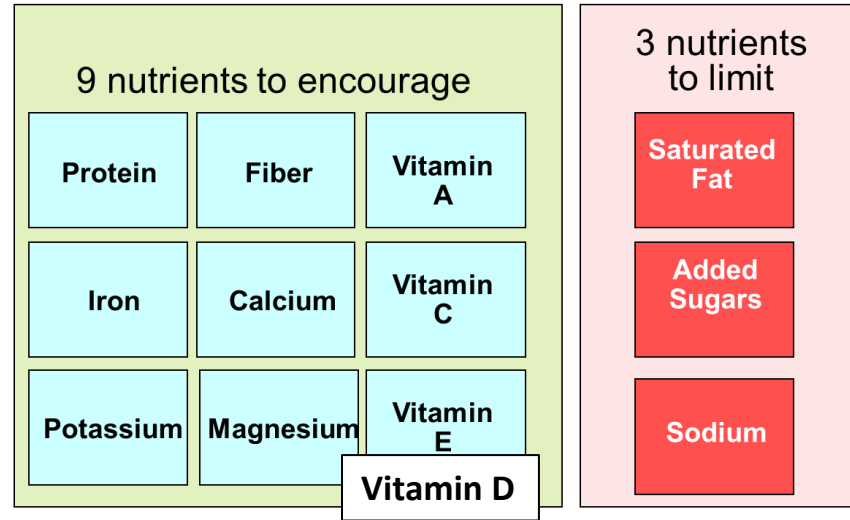 9 nutrients to encourage
Protein
Fiber
Vitamin
A
Iron
Calcium
Vitamin
C
Potassium
Magnesium
Vitamin
E
Vitamin D
3 nutrients
to limit
Saturated
Fat
Added
Sugars
Sodium